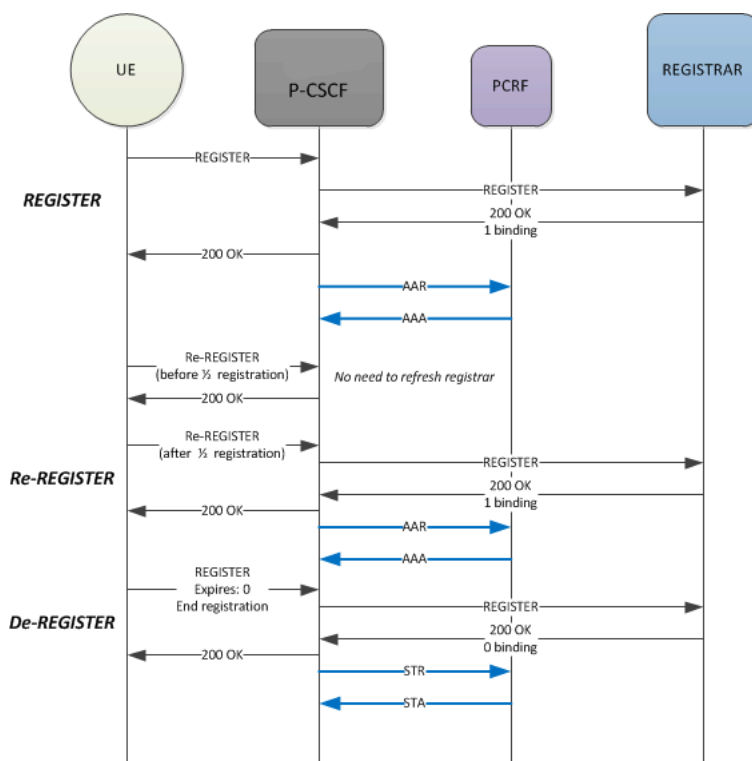 UE
P-CSCF
PCRF
REGISTRAR
REGISTER
REGISTER
REGISTER
200 OK
1 binding
200 OK
AAR
AAA
Re-REGISTER
(before ½ registration)
No need to refresh registrar
200 OK
Re-REGISTER
(after ½ registration)
REGISTER
Re-REGISTER
200 OK
1 binding
200 OK
AAR
AAA
REGISTER
Expires: 0
End registration
REGISTER
De-REGISTER
200 OK
0 binding
200 OK
STR
STA